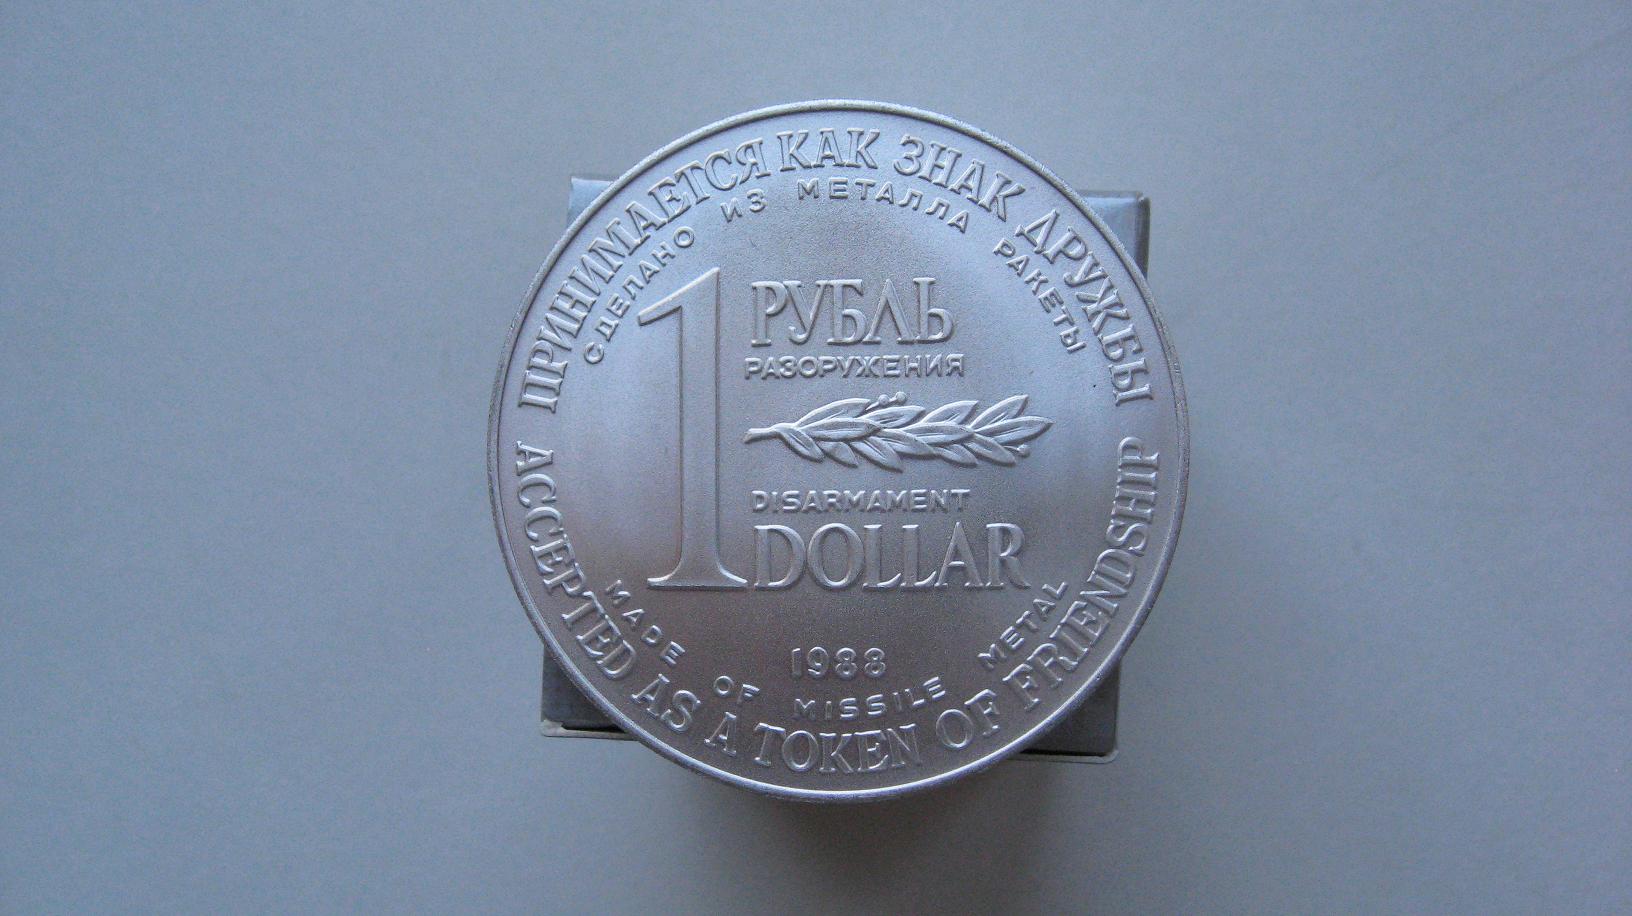 ПРИНИМАЕТСЯ КАК ЗНАК ДРУЖБЫ
СДЕЛАНО ИЗ МЕТАЛЛА РАКЕТЫ
1
РУБЛЬ
РАЗОРУЖЕНИЯ
DISARMAMENT
DOLLAR
1988
MADE OF MISSILE METAL
ACCEPTED AS A TOKEN OF FRIENDSHIP